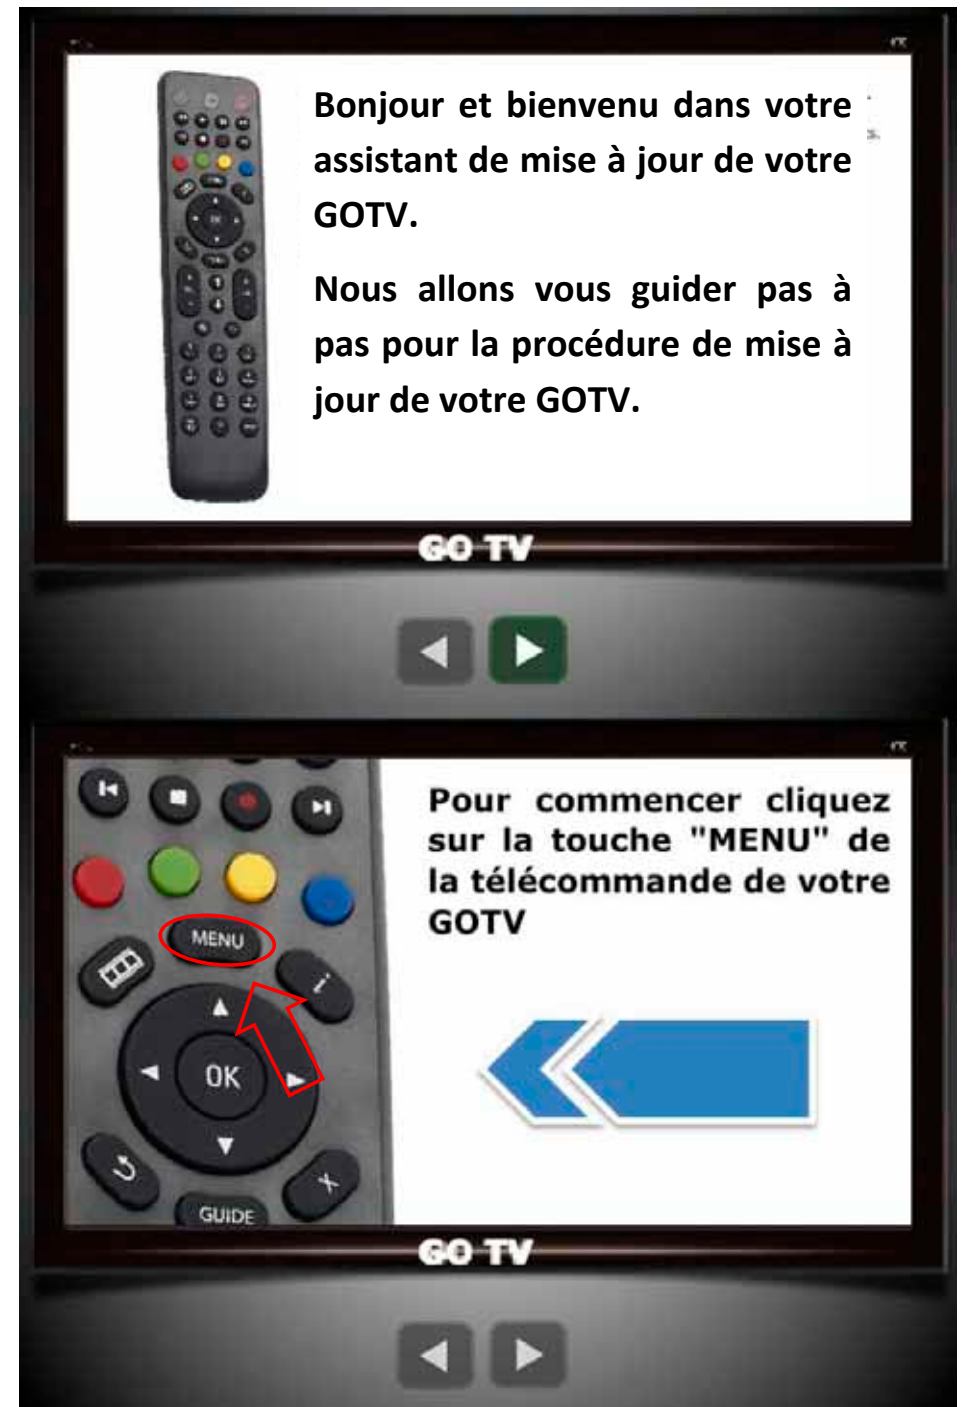 Bonjour et bienvenu dans votre
assistant de mise à jour de votre
GOTV.
Nous allons vous guider pas à
pas pour la procédure de mise à
jour de votre GOTV.
GO TV
Pour commencer cliquez
sur la touche "MENU" de
la télécommande de votre
GOTV
MENU
i
OK
GUIDE
GO TV